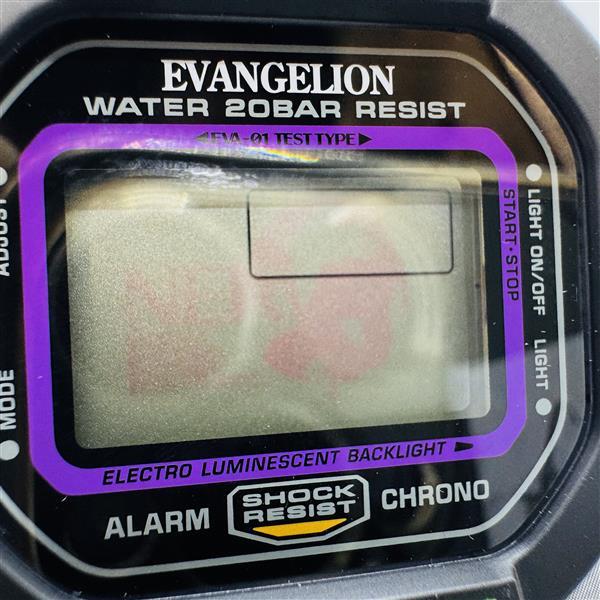 EVANGELION
WATER 20BAR RESIST
◀EVA-01 TEST TYPE▶
ADJUST
MODE
START·STOP
LIGHT ON/OFF
LIGHT
ELECTRO LUMINESCENT BACKLIGHT
ALARM
SHOCK
RESIST
CHRONO